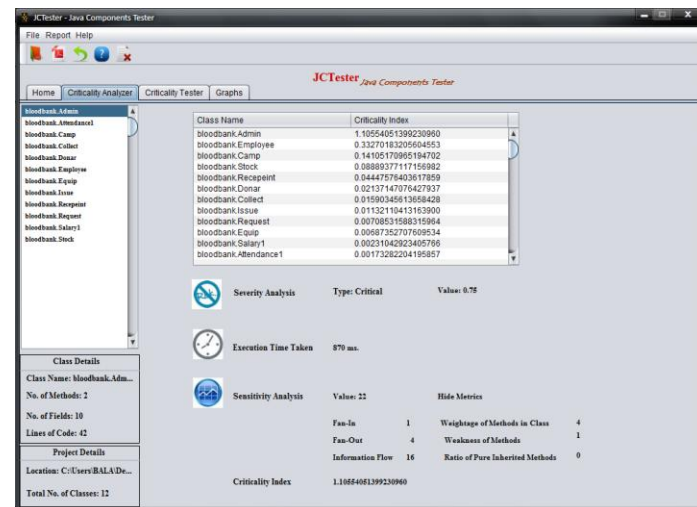 JCTester - Java Components Tester
File Report Help
JCTester Java Components Tester
Home Criticality Analyzer Criticality Tester Graphs
bloodbank.Admin
bloodbank.Attendance1
bloodbank.Camp
bloodbank.Collect
bloodbank.Donar
bloodbank.Employee
bloodbank.Equip
bloodbank.Issue
bloodbank.Recepeint
bloodbank.Request
bloodbank.Salary1
bloodbank.Stock
Class Name Criticality Index
bloodbank.Admin 1.10554051399230960
bloodbank.Employee 0.33270183205604553
bloodbank.Camp 0.14105170965194702
bloodbank.Stock 0.08889377117156982
bloodbank.Recepeint 0.04447576403617859
bloodbank.Donar 0.02137147076427937
bloodbank.Collect 0.01590345613658428
bloodbank.Issue 0.01132110413163900
bloodbank.Request 0.00708531588315964
bloodbank.Equip 0.00687352707609534
bloodbank.Salary1 0.00231042923405766
bloodbank.Attendance1 0.00173282204195857
Severity Analysis Type: Critical Value: 0.75
Execution Time Taken 870 ms.
Sensitivity Analysis Value: 22 Hide Metrics
Fan-In 1 Weightage of Methods in Class 4
Fan-Out 4 Weakness of Methods 1
Information Flow 16 Ratio of Pure Inherited Methods 0
Criticality Index 1.10554051399230960
Class Details
Class Name: bloodbank.Adm...
No. of Methods: 2
No. of Fields: 10
Lines of Code: 42
Project Details
Location: C:\Users\BALA\De...
Total No. of Classes: 12